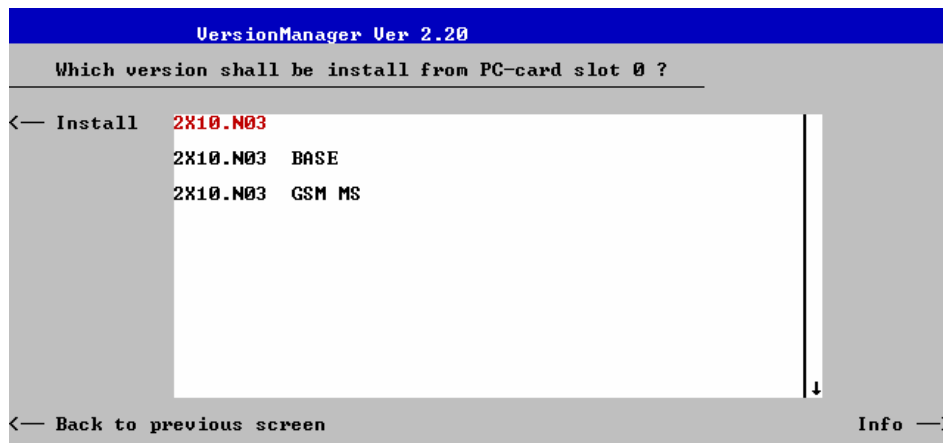 VersionManager Ver 2.20
Which version shall be install from PC-card slot 0 ?
<— Install 2X10.N03
2X10.N03 BASE
2X10.N03 GSM MS
↓
<— Back to previous screen Info —